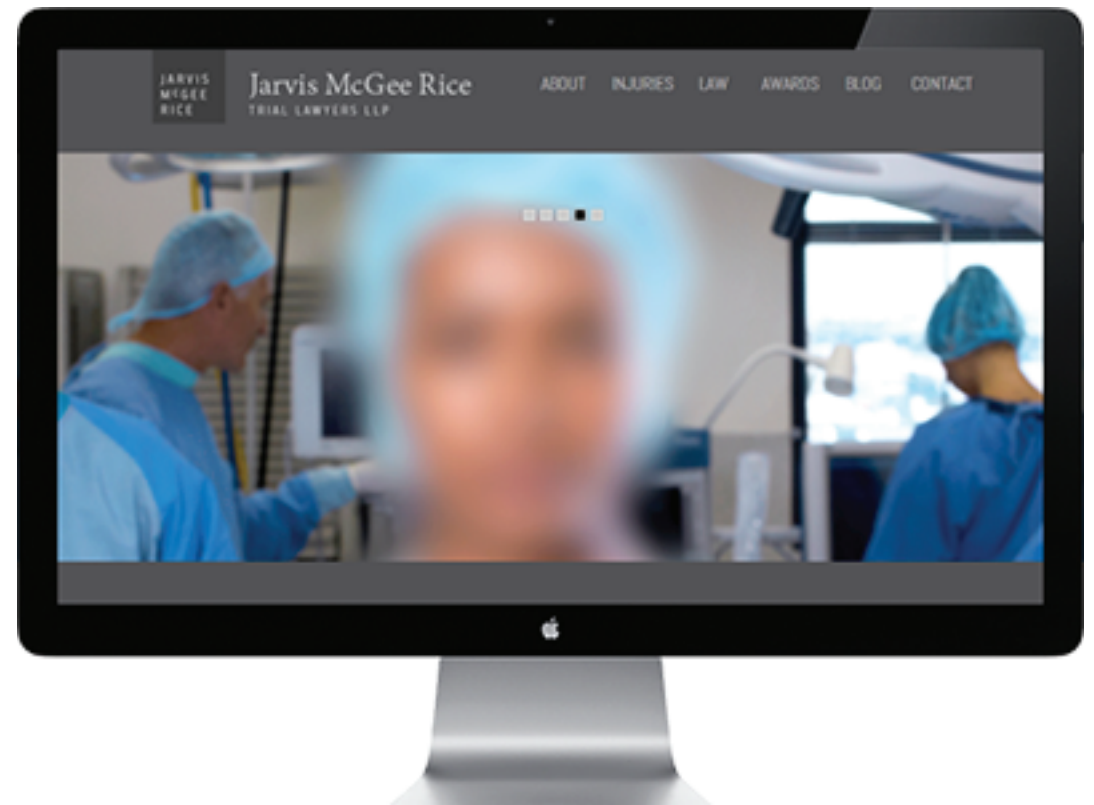 JARVIS
McGEE
RICE
Jarvis McGee Rice
TRIAL LAWYERS LLP
ABOUT INJURIES LAW AWARDS BLOG CONTACT